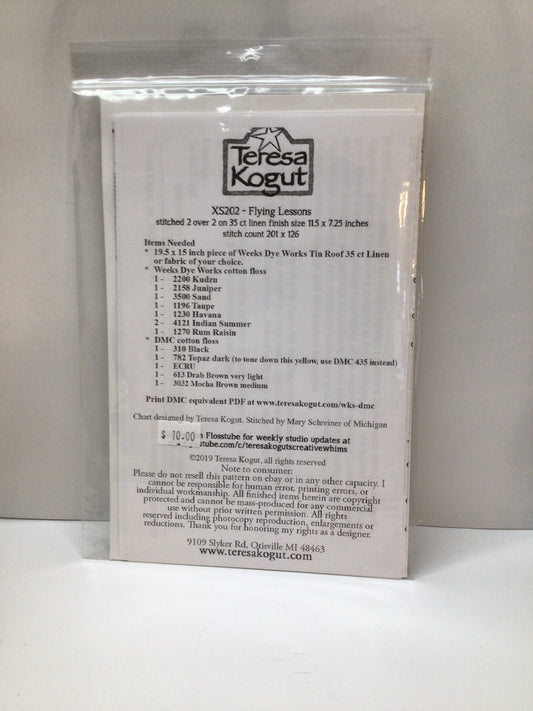 Teresa
Kogut
XS202 - Flying Lessons
stitched 2 over 2 on 35 ct linen finish size 11.5 x 7.25 inches
stitch count 201 x 126
Items Needed
* 19.5 x 15 inch piece of Weeks Dye Works Tin Roof 35 ct Linen
or fabric of your choice.
* Weeks Dye Works cotton floss
1 - 2200 Kudzu
1 - 2158 Juniper
1 - 3500 Sand
1 - 1196 Taupe
1 - 1230 Havana
2 - 4121 Indian Summer
1 - 1270 Rum Raisin
* DMC cotton floss
1 - 310 Black
1 - 782 Topaz dark (to tone down this yellow, use DMC 435 instead)
1 - ECRU
1 - 613 Drab Brown very light
1 - 3032 Mocha Brown medium
Print DMC equivalent PDF at www.teresakogut.com/wks-dmc
Chart designed by Teresa Kogut. Stitched by Mary Schreiner of Michigan
$ 10.00
Flosstube for weekly studio updates at
tube.com/c/teresakogutscreativewhims
©2019 Teresa Kogut, all rights reserved
Note to consumer:
Please do not resell this pattern on ebay or in any other capacity. I
cannot be responsible for human error, printing errors, or
individual workmanship. All finished items herein are copyright
protected and cannot be mass-produced for any commercial
use without prior written permission. All rights
reserved including photocopy reproduction, enlargements or
reductions. Thank you for honoring my rights as a designer.
9109 Slyker Rd, Otisville MI 48463
www.teresakogut.com